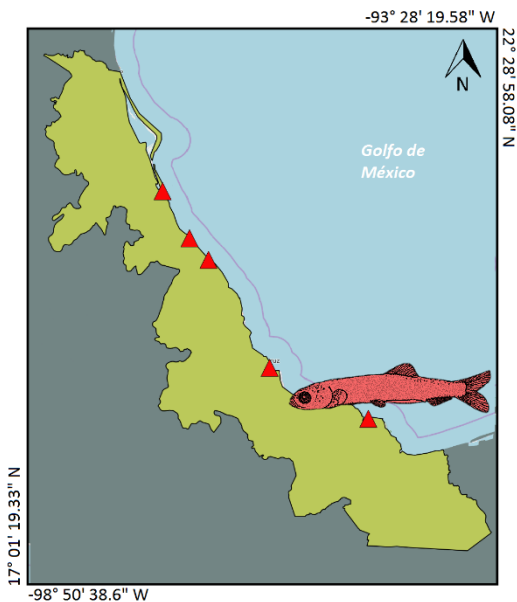 -93° 28' 19.58" W
22° 28' 58.08" N
N
Golfo de
México
17° 01' 19.33" N
-98° 50' 38.6" W